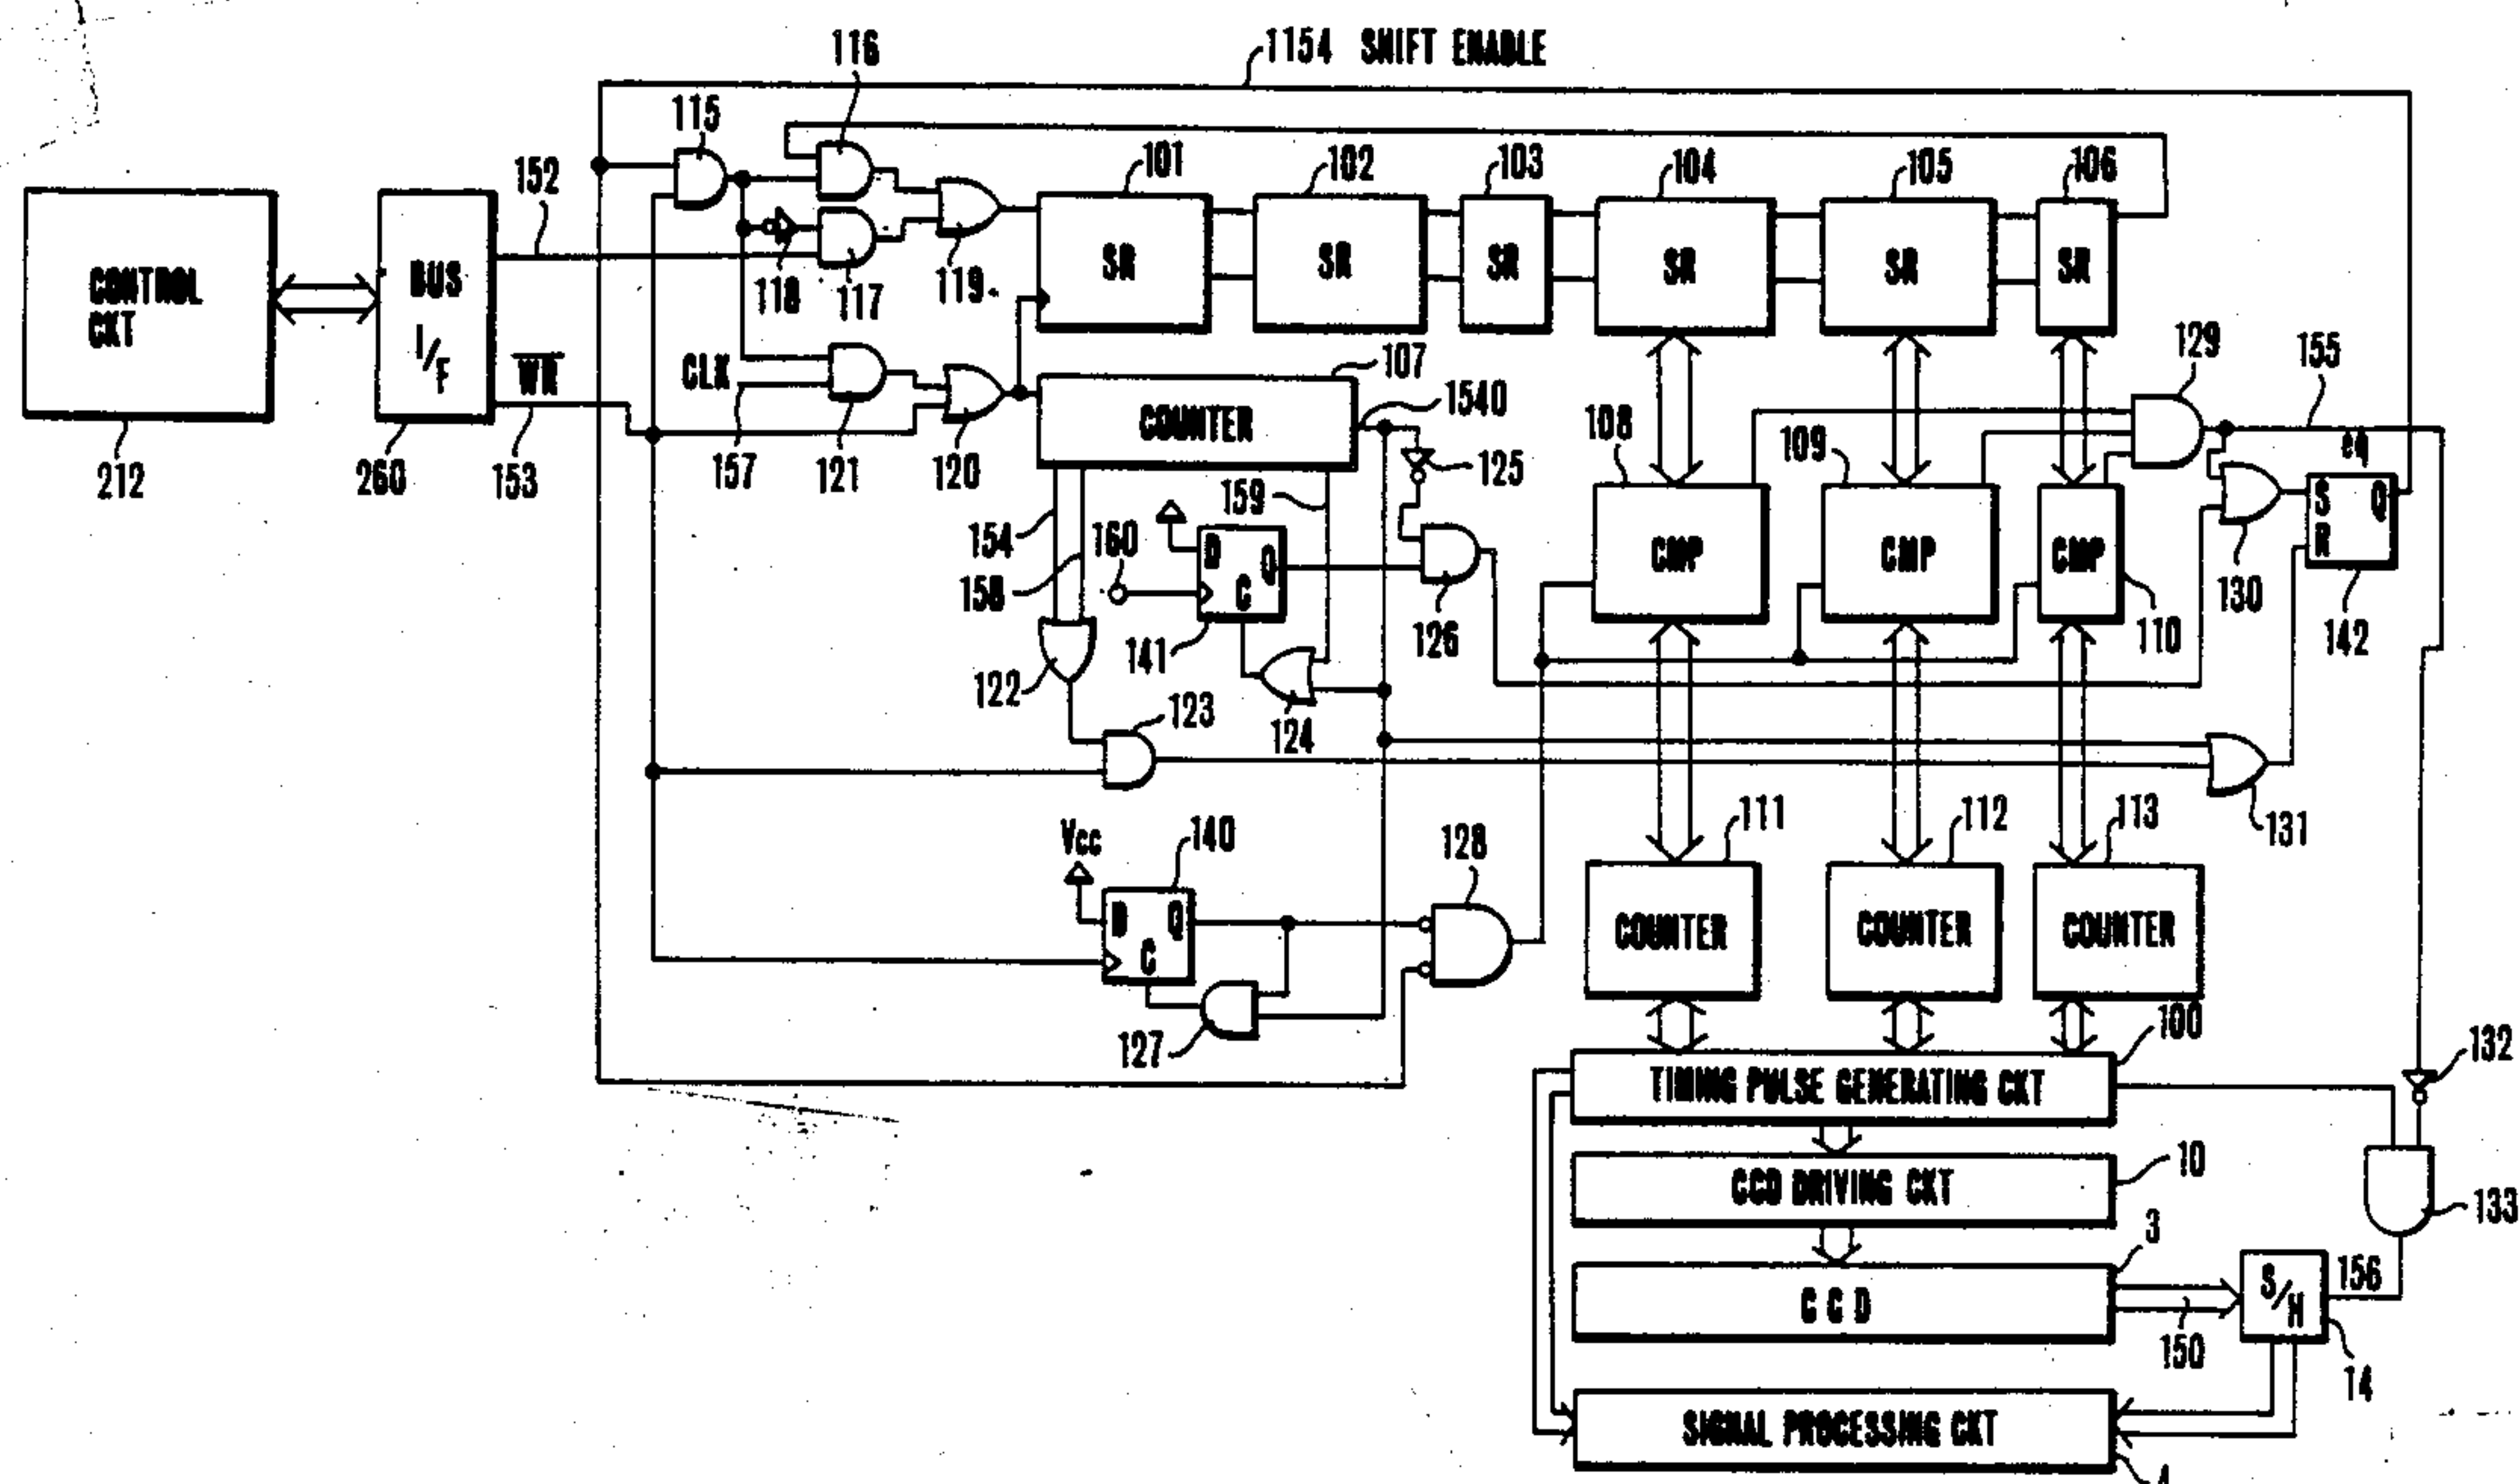 1154 SHIFT ENABLE
116
115
101
102
103
104
105
106
152
CONTROL
CKT
BUS
I/F
SR
SR
SR
SR
SR
SR
118
117
119
WR
CLK
107
1540
129
155
COUNTER
108
109
212
260
153
157
121
120
125
eq
159
S
Q
R
154
160
158
D
Q
C
CMP
CMP
CMP
141
126
110
130
142
122
123
124
111
112
113
131
Vcc
140
128
D
Q
C
COUNTER
COUNTER
COUNTER
127
100
132
TIMING PULSE GENERATING CKT
10
CCD DRIVING CKT
133
3
CCD
S/H
156
150
14
SIGNAL PROCESSING CKT
4